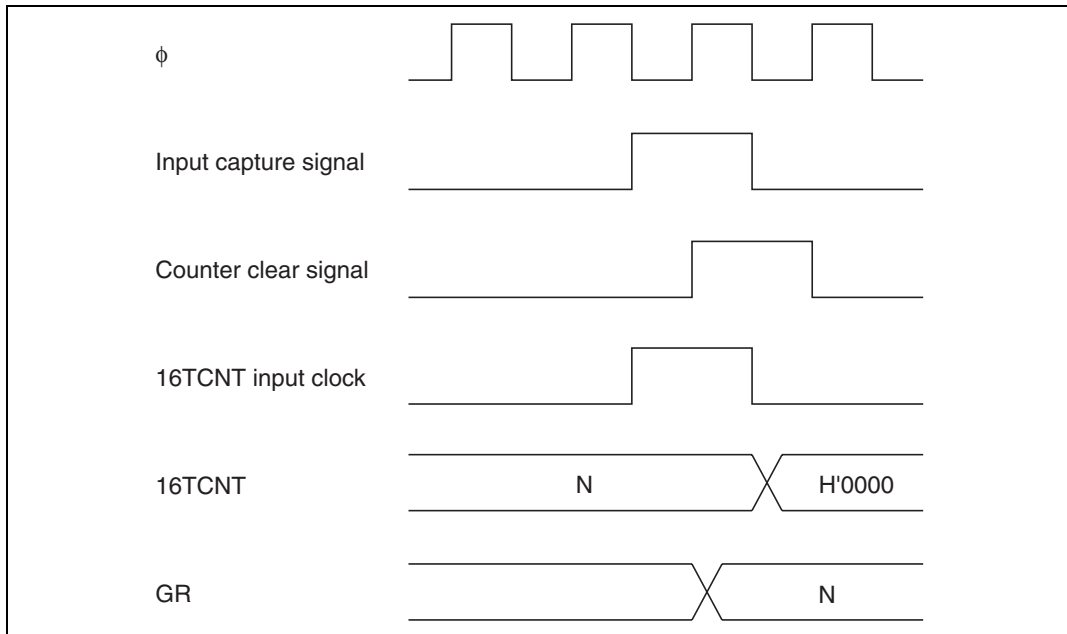 ϕ
Input capture signal
Counter clear signal
16TCNT input clock
16TCNT
N
H'0000
GR
N